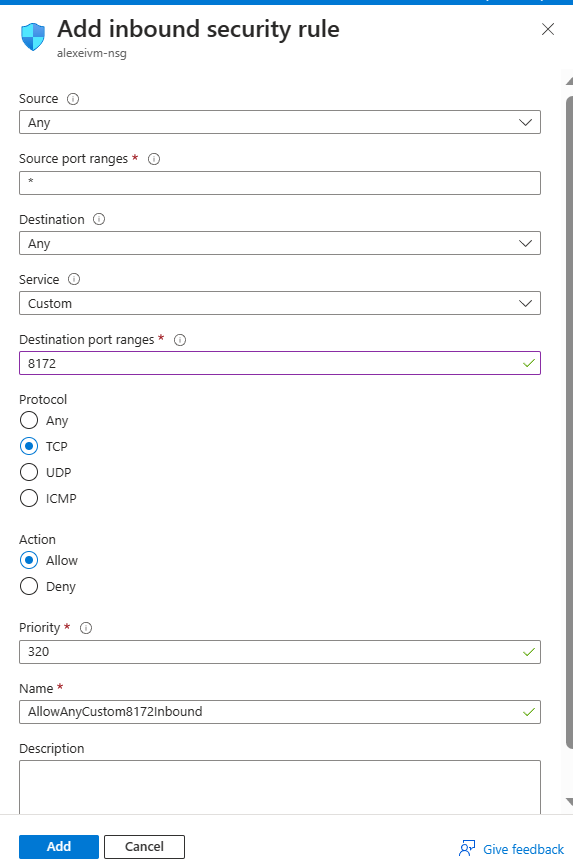 Add inbound security rule
alexeivm-nsg
Source
Any
Source port ranges *
*
Destination
Any
Service
Custom
Destination port ranges *
8172
Protocol
Any
TCP
UDP
ICMP
Action
Allow
Deny
Priority *
320
Name *
AllowAnyCustom8172Inbound
Description
Add Cancel Give feedback